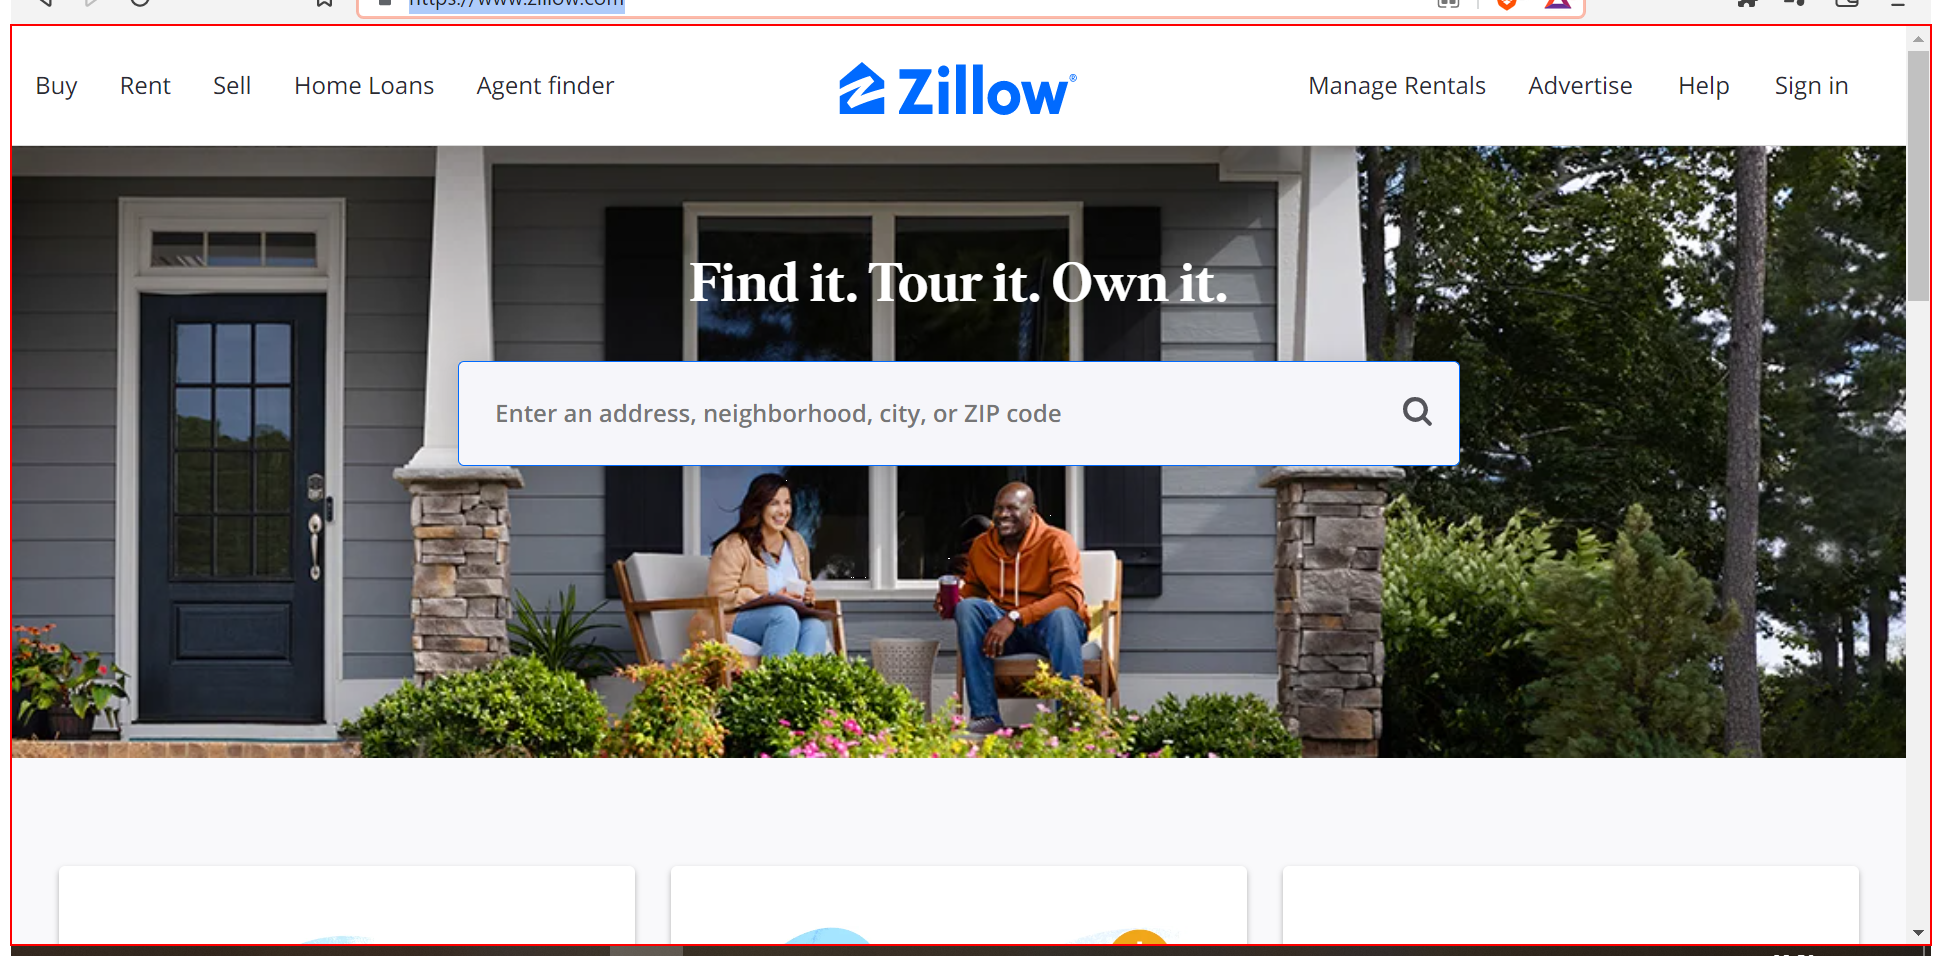 https://www.zillow.com
Buy Rent Sell Home Loans Agent finder Zillow® Manage Rentals Advertise Help Sign in
Find it. Tour it. Own it.
Enter an address, neighborhood, city, or ZIP code